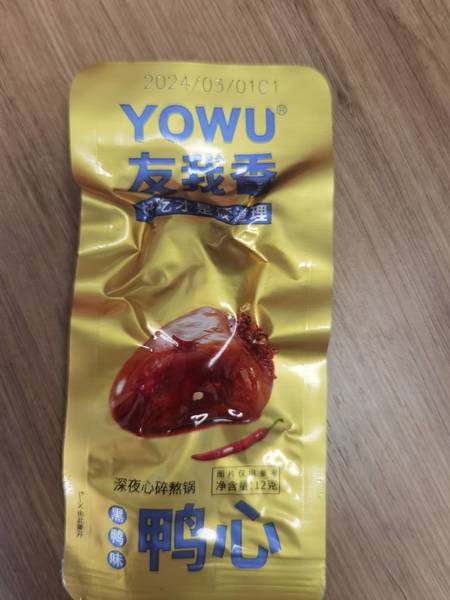 2024/03/01C1
YOWU®
友我香
深夜心碎熬锅
图片仅供参考
净含量:12克
黑鸭味
鸭心